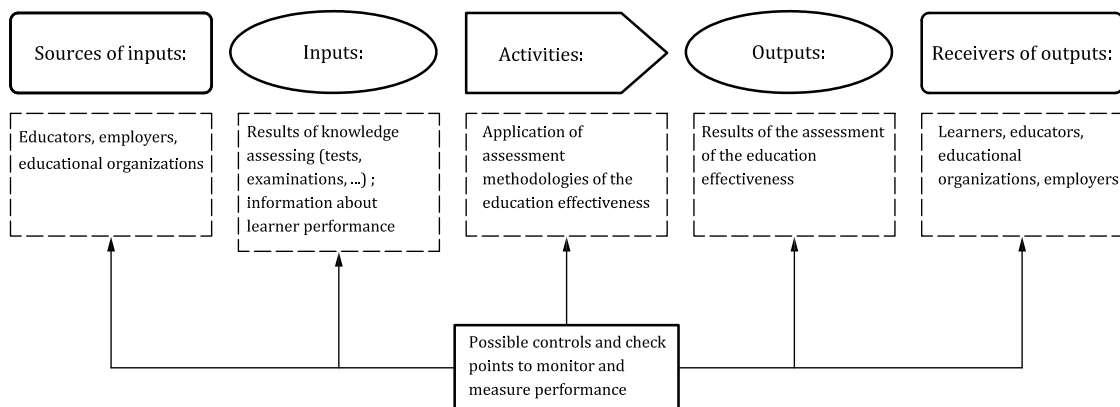 Sources of inputs:
Inputs:
Activities:
Outputs:
Receivers of outputs:
Educators, employers,
educational organizations
Results of knowledge
assessing (tests,
examinations, ...) ;
information about
learner performance
Application of
assessment
methodologies of the
education effectiveness
Results of the assessment
of the education
effectiveness
Learners, educators,
educational
organizations, employers
Possible controls and check
points to monitor and
measure performance